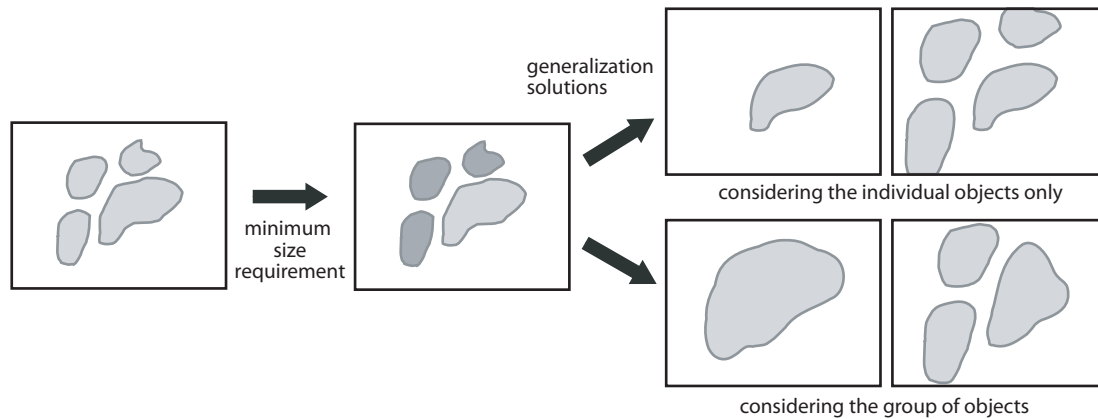 generalization
solutions
minimum
size
requirement
considering the individual objects only
considering the group of objects